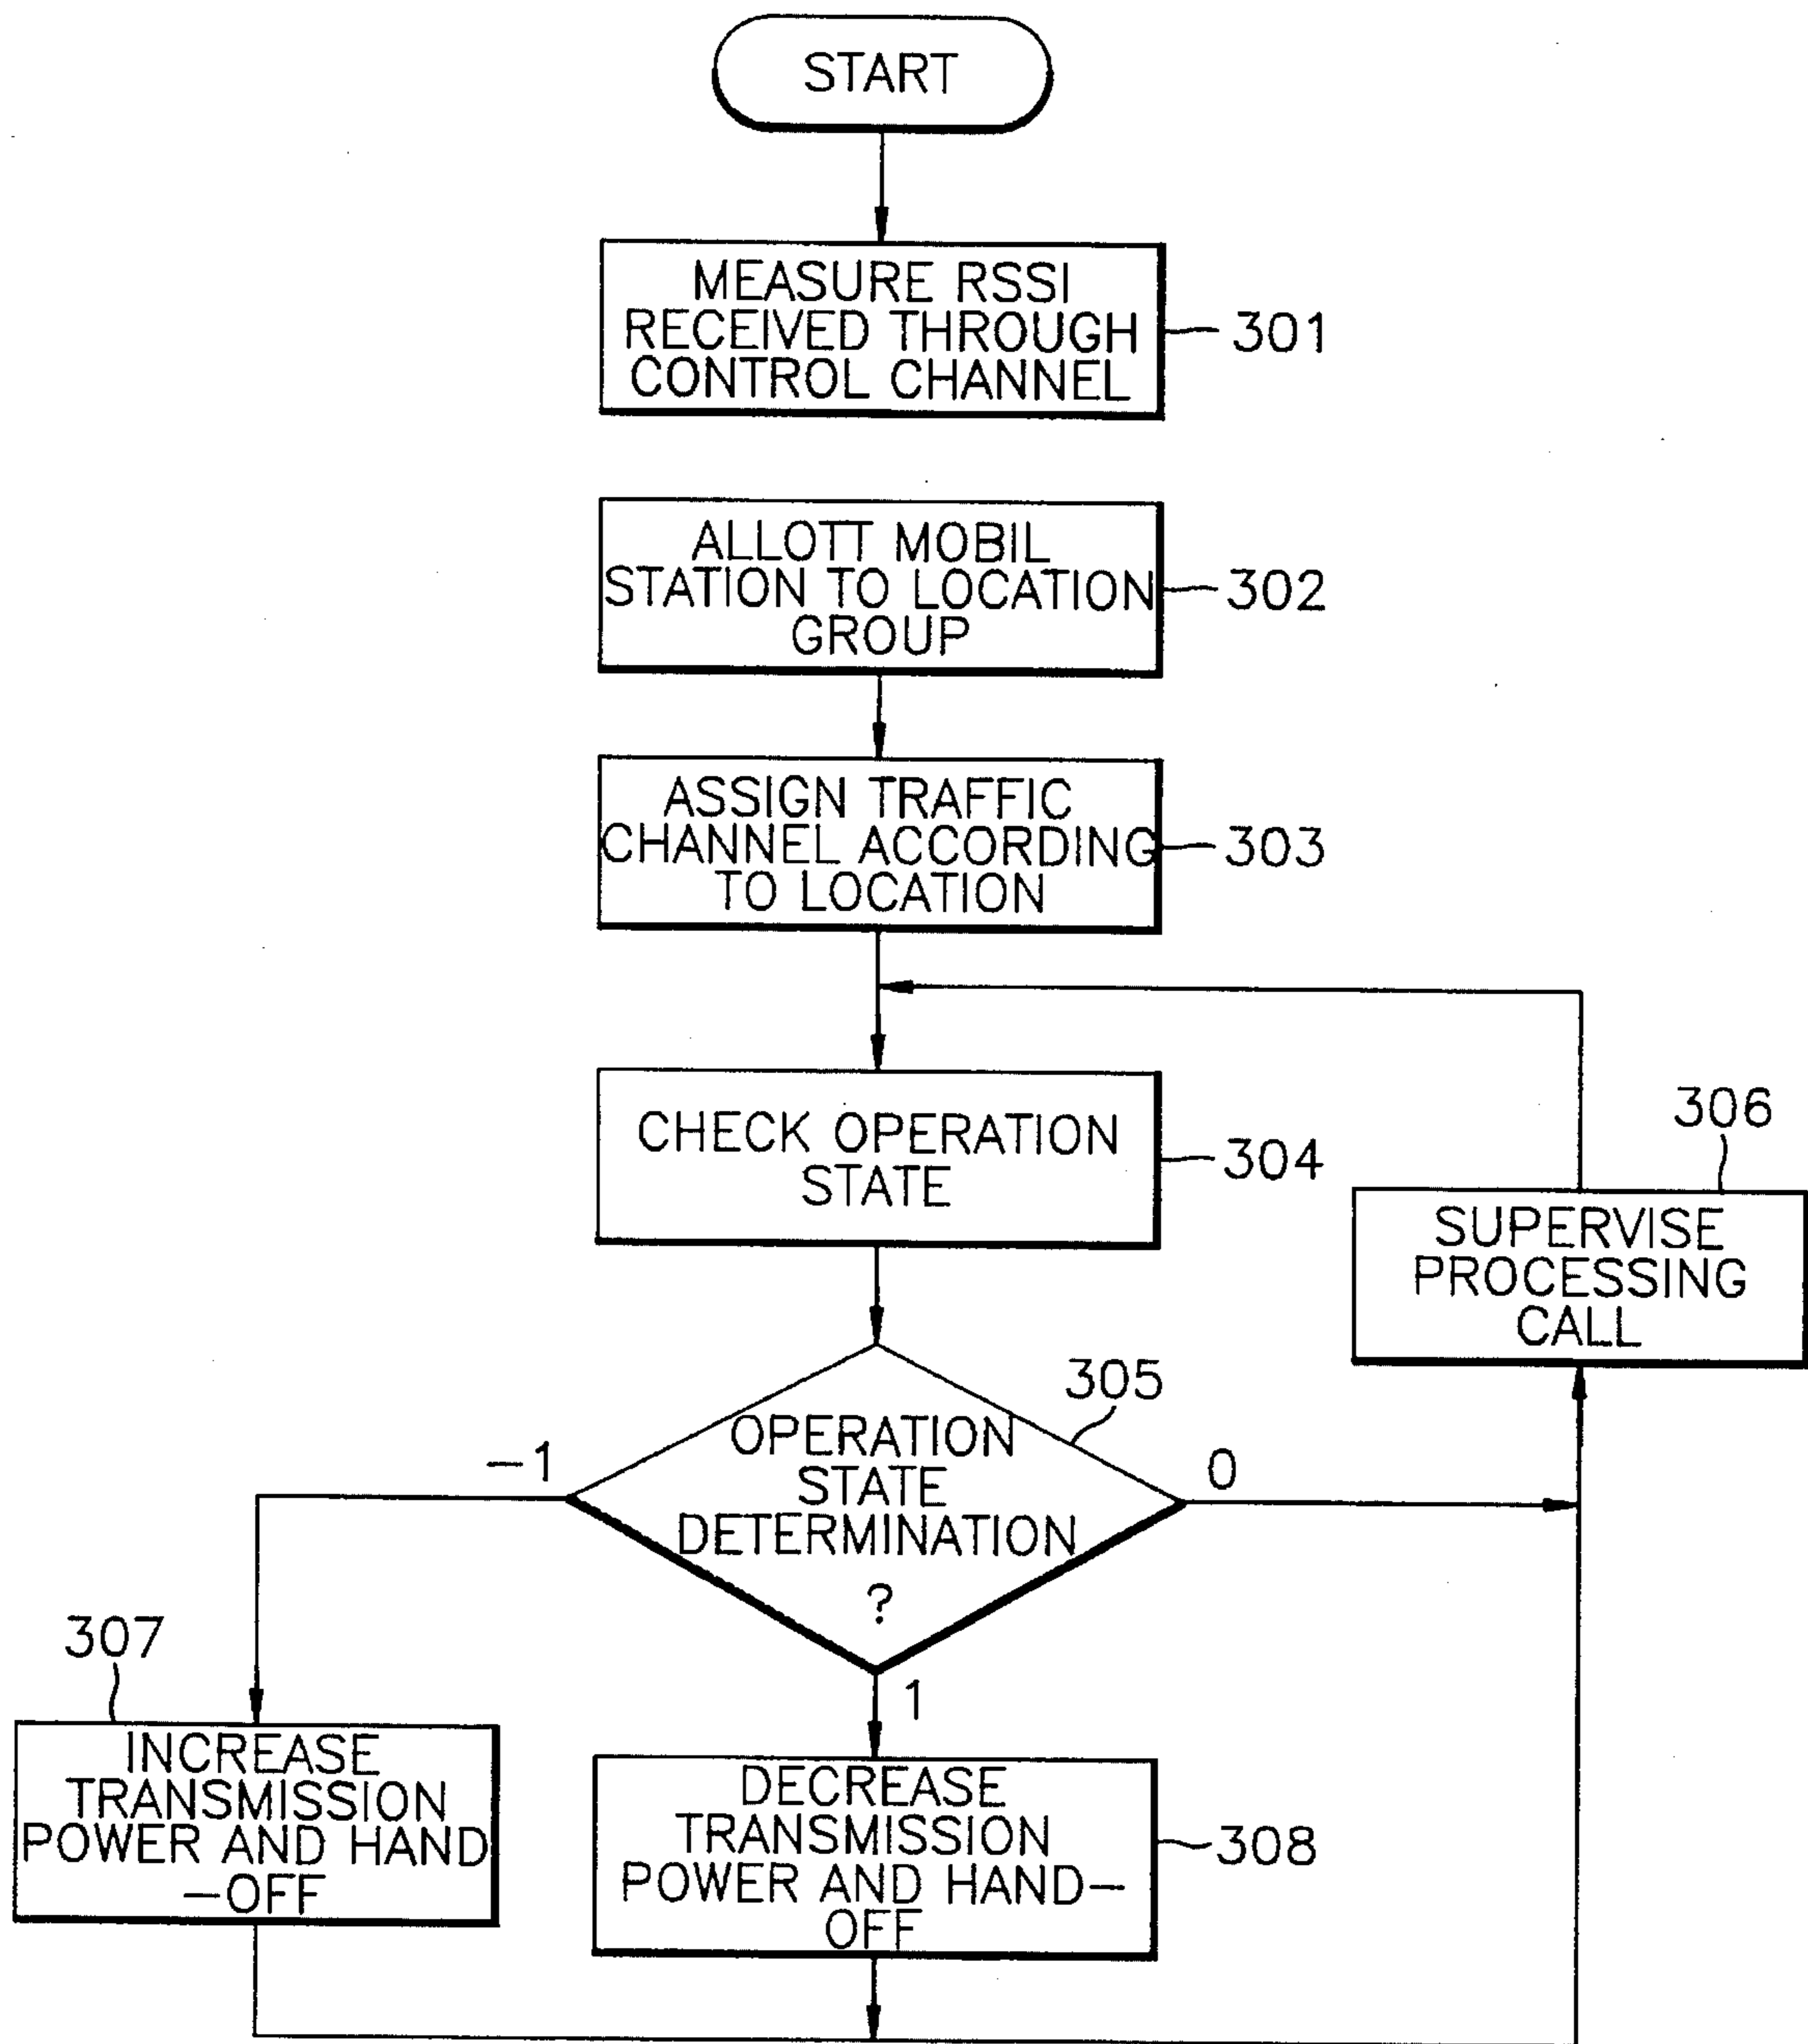 START
MEASURE RSSI
RECEIVED THROUGH
CONTROL CHANNEL
301
ALLOTT MOBIL
STATION TO LOCATION
GROUP
302
ASSIGN TRAFFIC
CHANNEL ACCORDING
TO LOCATION
303
CHECK OPERATION
STATE
304
306
SUPERVISE
PROCESSING
CALL
305
OPERATION
STATE
DETERMINATION
?
-1
0
1
307
INCREASE
TRANSMISSION
POWER AND HAND
-OFF
DECREASE
TRANSMISSION
POWER AND HAND-
OFF
308